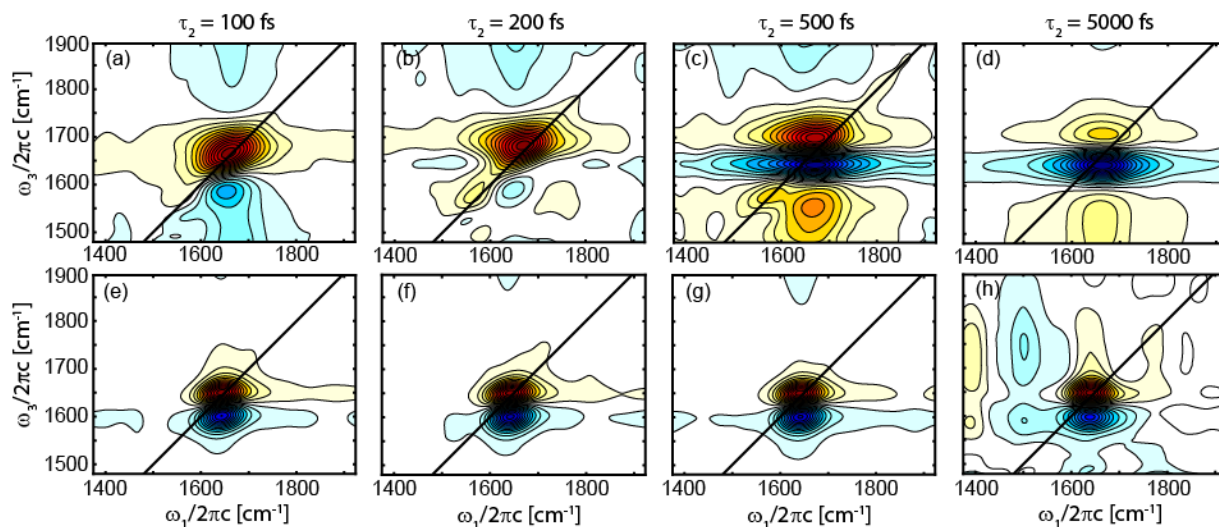 τ₂ = 100 fs τ₂ = 200 fs τ₂ = 500 fs τ₂ = 5000 fs
1900 (a) (b) (c) (d)
1800
1700
1600
1500
ω₃/2πc [cm⁻¹]
1400 1600 1800 1400 1600 1800 1400 1600 1800 1400 1600 1800
1900 (e) (f) (g) (h)
1800
1700
1600
1500
ω₃/2πc [cm⁻¹]
1400 1600 1800 1400 1600 1800 1400 1600 1800 1400 1600 1800
ω₁/2πc [cm⁻¹] ω₁/2πc [cm⁻¹] ω₁/2πc [cm⁻¹] ω₁/2πc [cm⁻¹]